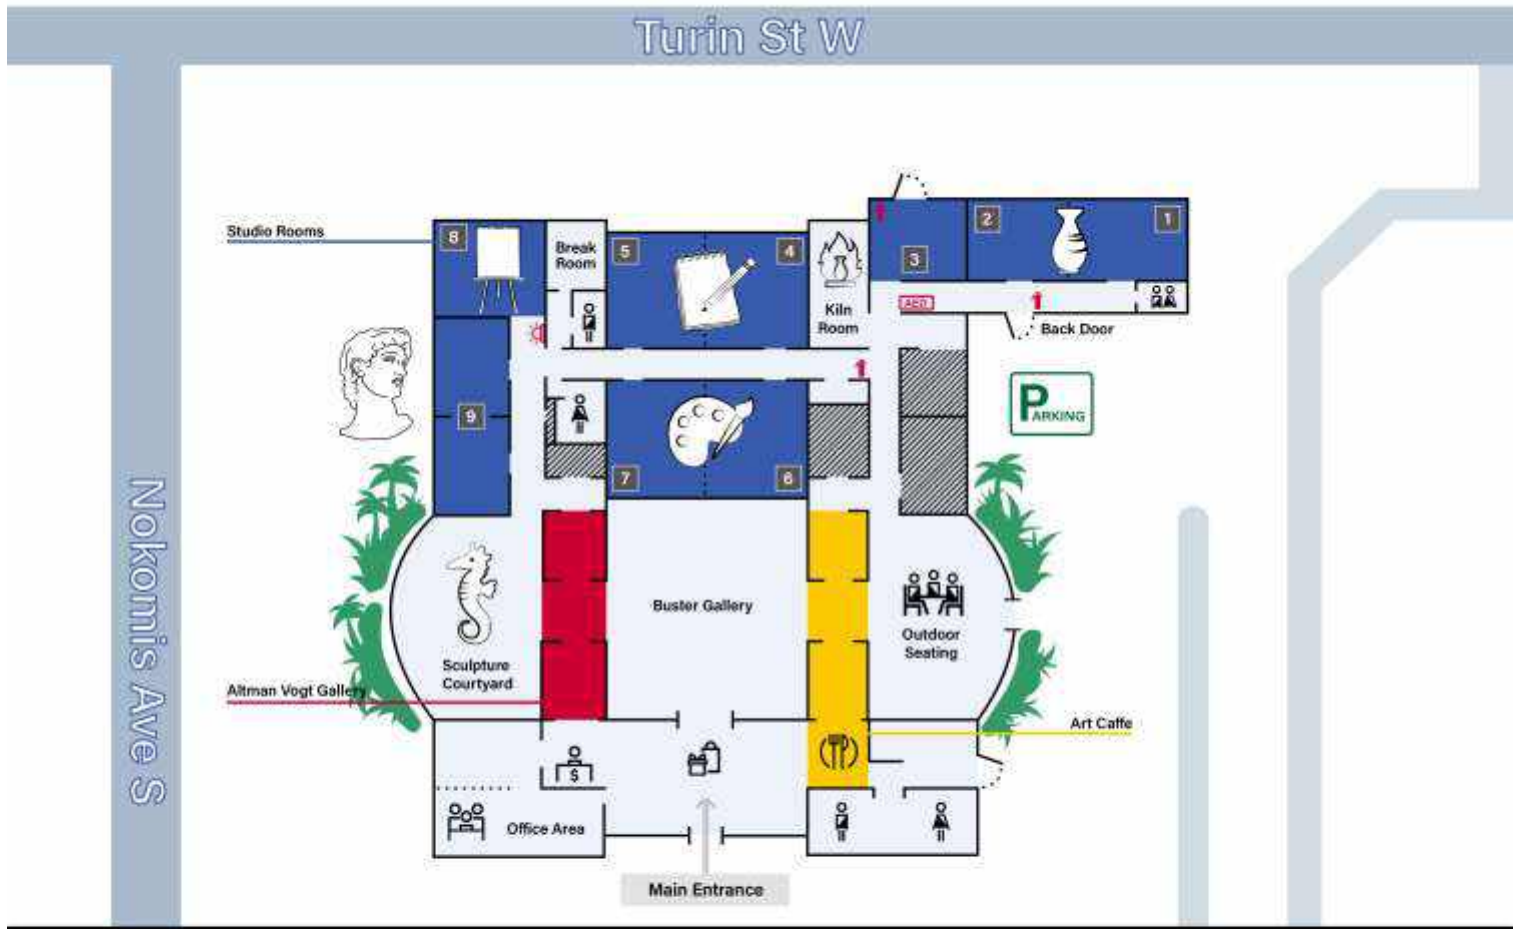 Turin St W
Studio Rooms
8
Break
Room
5
4
Kiln
Room
3
2
1
AED
Back Door
PARKING
9
7
6
Nokomis Ave S
Buster Gallery
Outdoor
Seating
Sculpture
Courtyard
Altman Vogt Gallery
Art Caffe
$
Office Area
Main Entrance